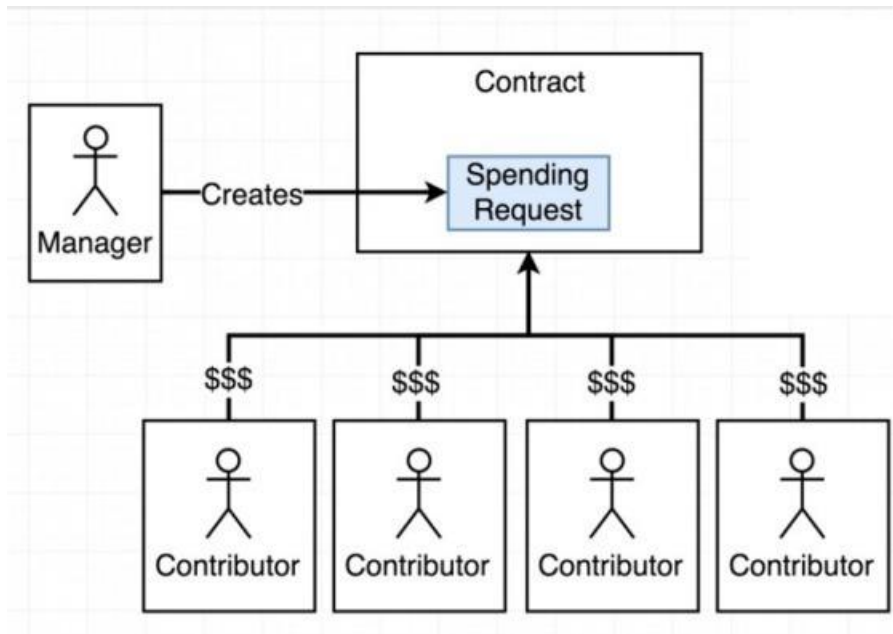 Contract
Spending
Request
Creates
Manager
$$$ $$$ $$$ $$$
Contributor Contributor Contributor Contributor